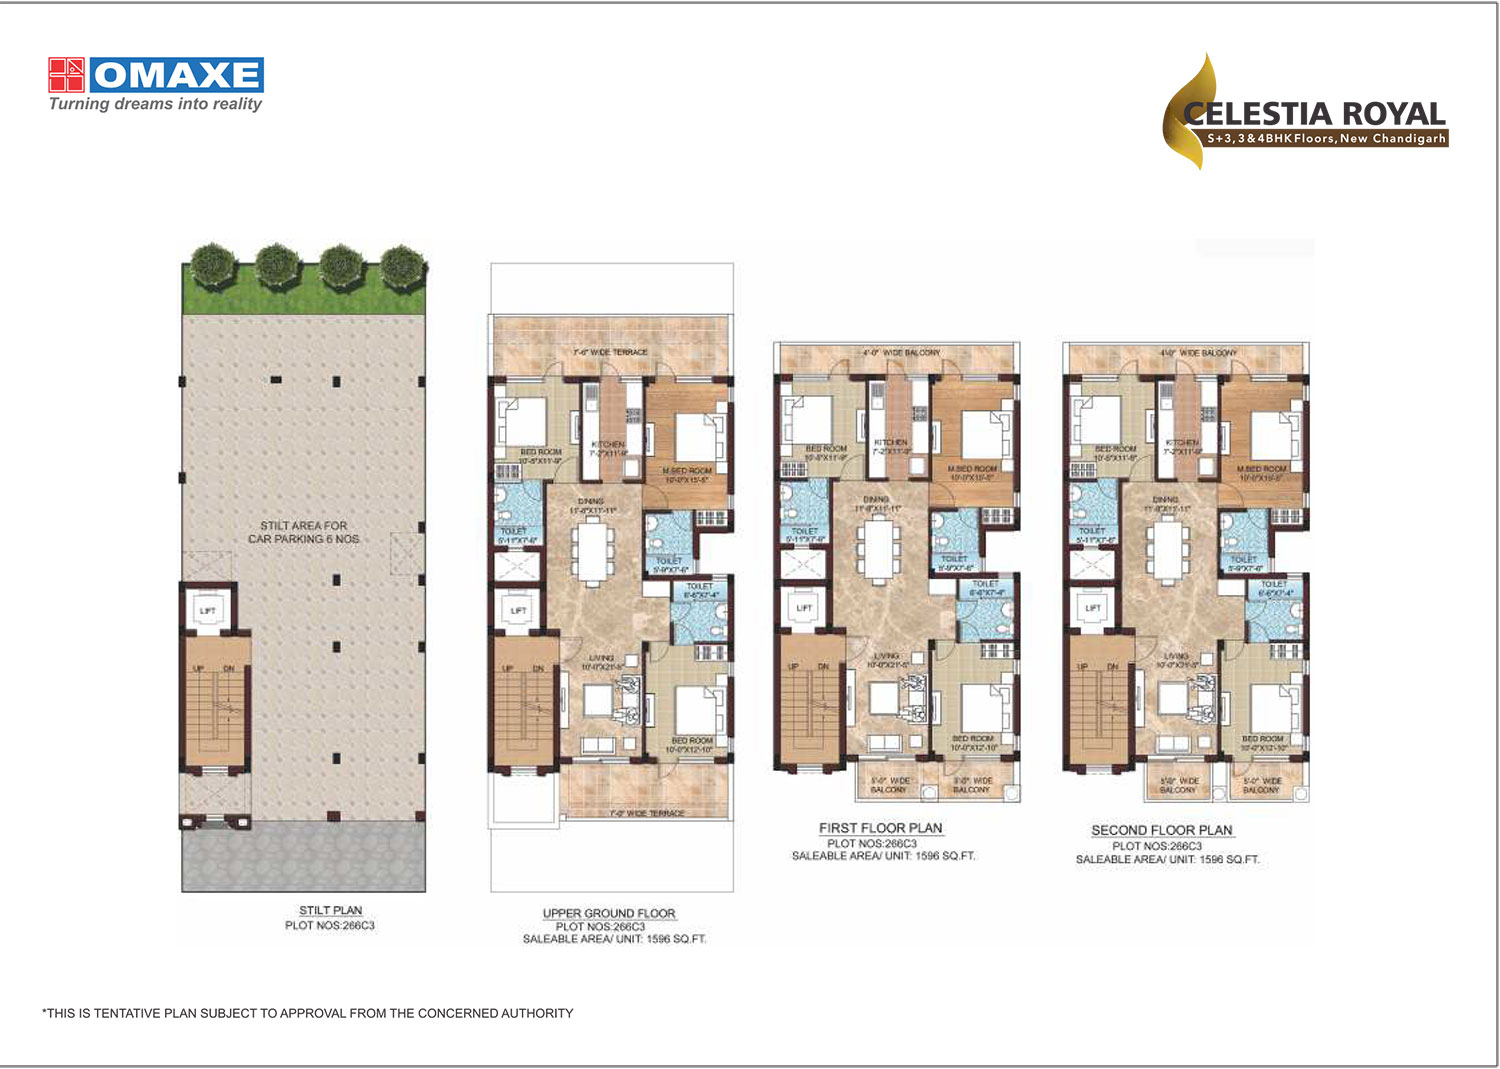 OMAXE
Turning dreams into reality
CELESTIA ROYAL
S+3, 3 & 4BHK Floors, New Chandigarh
STILT AREA FOR
CAR PARKING 6 NOS.
LIFT
UP DN
STILT PLAN
PLOT NOS:266C3
7'-6" WIDE TERRACE
BED ROOM
10'-5"X11'-9"
KITCHEN
7'-2"X11'-9"
M.BED ROOM
10'-0"X15'-5"
DINING
11'-8"X11'-11"
TOILET
5'-11"X7'-6"
TOILET
5'-9"X7'-6"
TOILET
6'-6"X7'-4"
LIFT
UP DN
LIVING
10'-0"X21'-5"
BED ROOM
10'-0"X12'-10"
7'-0" WIDE TERRACE
UPPER GROUND FLOOR
PLOT NOS:266C3
SALEABLE AREA/ UNIT: 1596 SQ.FT.
4'-0" WIDE BALCONY
BED ROOM
10'-5"X11'-9"
KITCHEN
7'-2"X11'-9"
M.BED ROOM
10'-0"X15'-5"
DINING
11'-8"X11'-11"
TOILET
5'-11"X7'-6"
TOILET
5'-9"X7'-6"
TOILET
6'-6"X7'-4"
LIFT
UP DN
LIVING
10'-0"X21'-5"
BED ROOM
10'-0"X12'-10"
5'-0" WIDE
BALCONY
5'-0" WIDE
BALCONY
FIRST FLOOR PLAN
PLOT NOS:266C3
SALEABLE AREA/ UNIT: 1596 SQ.FT.
4'-0" WIDE BALCONY
BED ROOM
10'-5"X11'-9"
KITCHEN
7'-2"X11'-9"
M.BED ROOM
10'-0"X15'-5"
DINING
11'-8"X11'-11"
TOILET
5'-11"X7'-6"
TOILET
5'-9"X7'-6"
TOILET
6'-6"X7'-4"
LIFT
UP DN
LIVING
10'-0"X21'-5"
BED ROOM
10'-0"X12'-10"
5'-0" WIDE
BALCONY
5'-0" WIDE
BALCONY
SECOND FLOOR PLAN
PLOT NOS:266C3
SALEABLE AREA/ UNIT: 1596 SQ.FT.
*THIS IS TENTATIVE PLAN SUBJECT TO APPROVAL FROM THE CONCERNED AUTHORITY